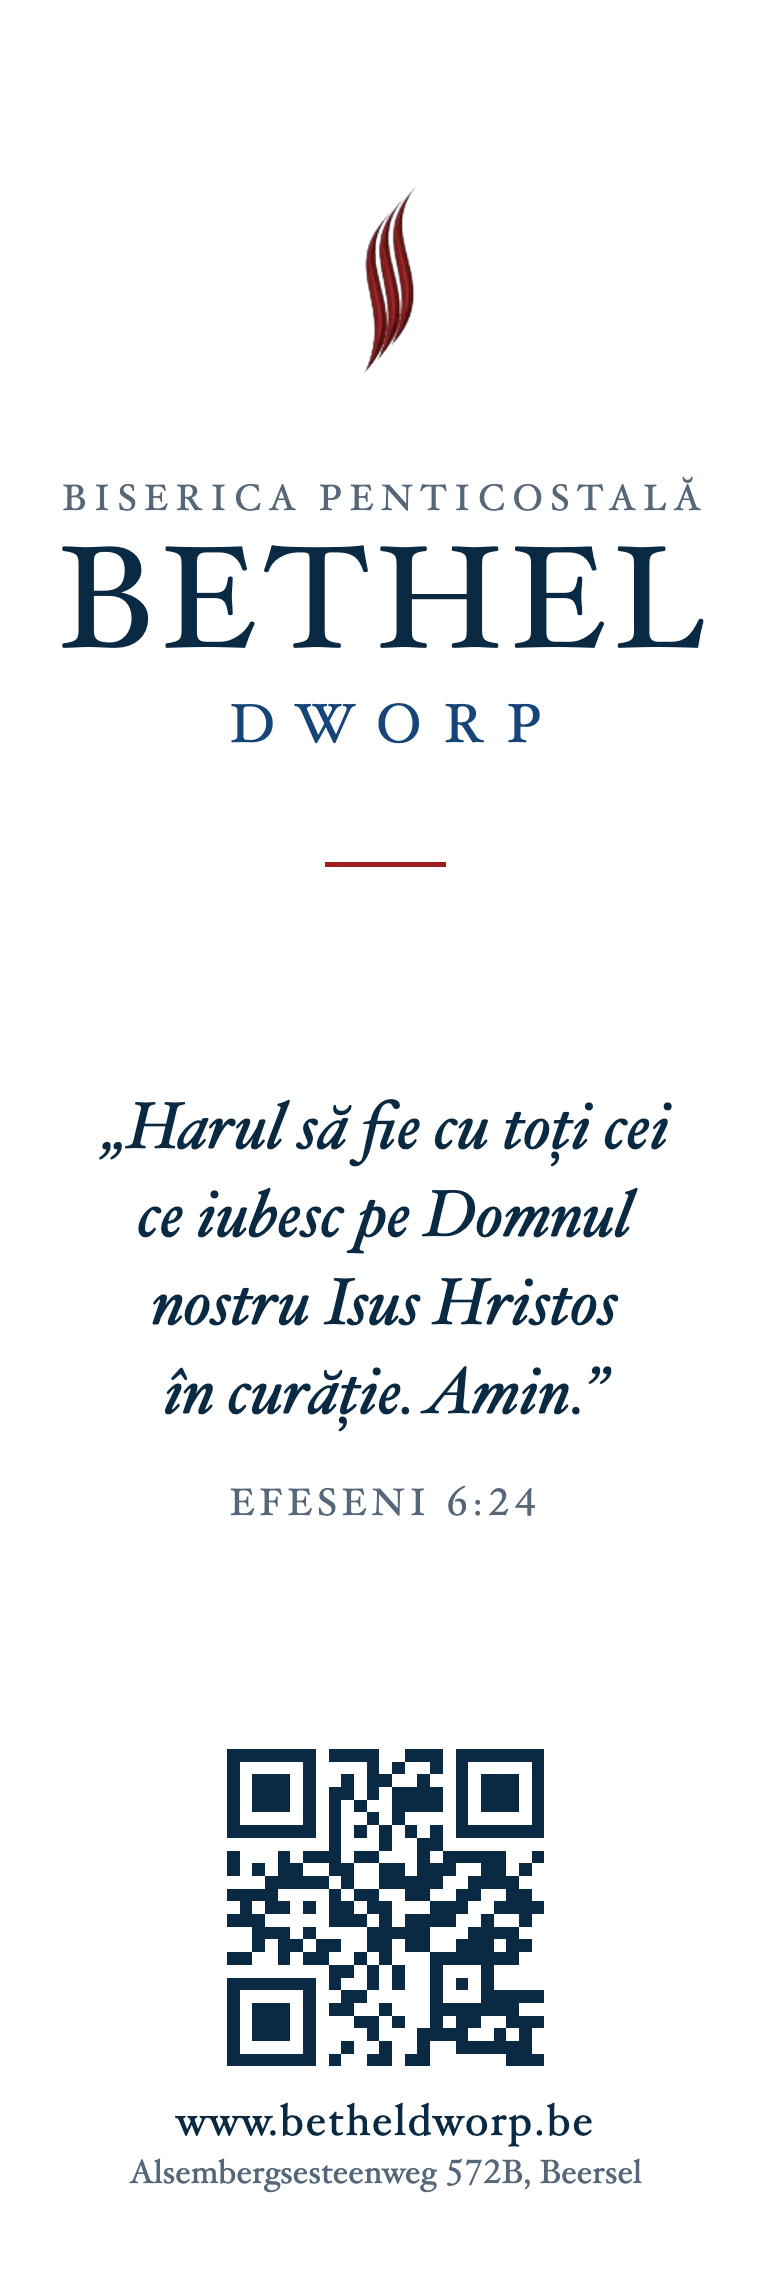 BISERICA PENTICOSTALĂ
BETHEL
DWORP
„Harul să fie cu toți cei
ce iubesc pe Domnul
nostru Isus Hristos
în curăție. Amin.”
EFESENI 6:24
www.betheldworp.be
Alsembergsesteenweg 572B, Beersel